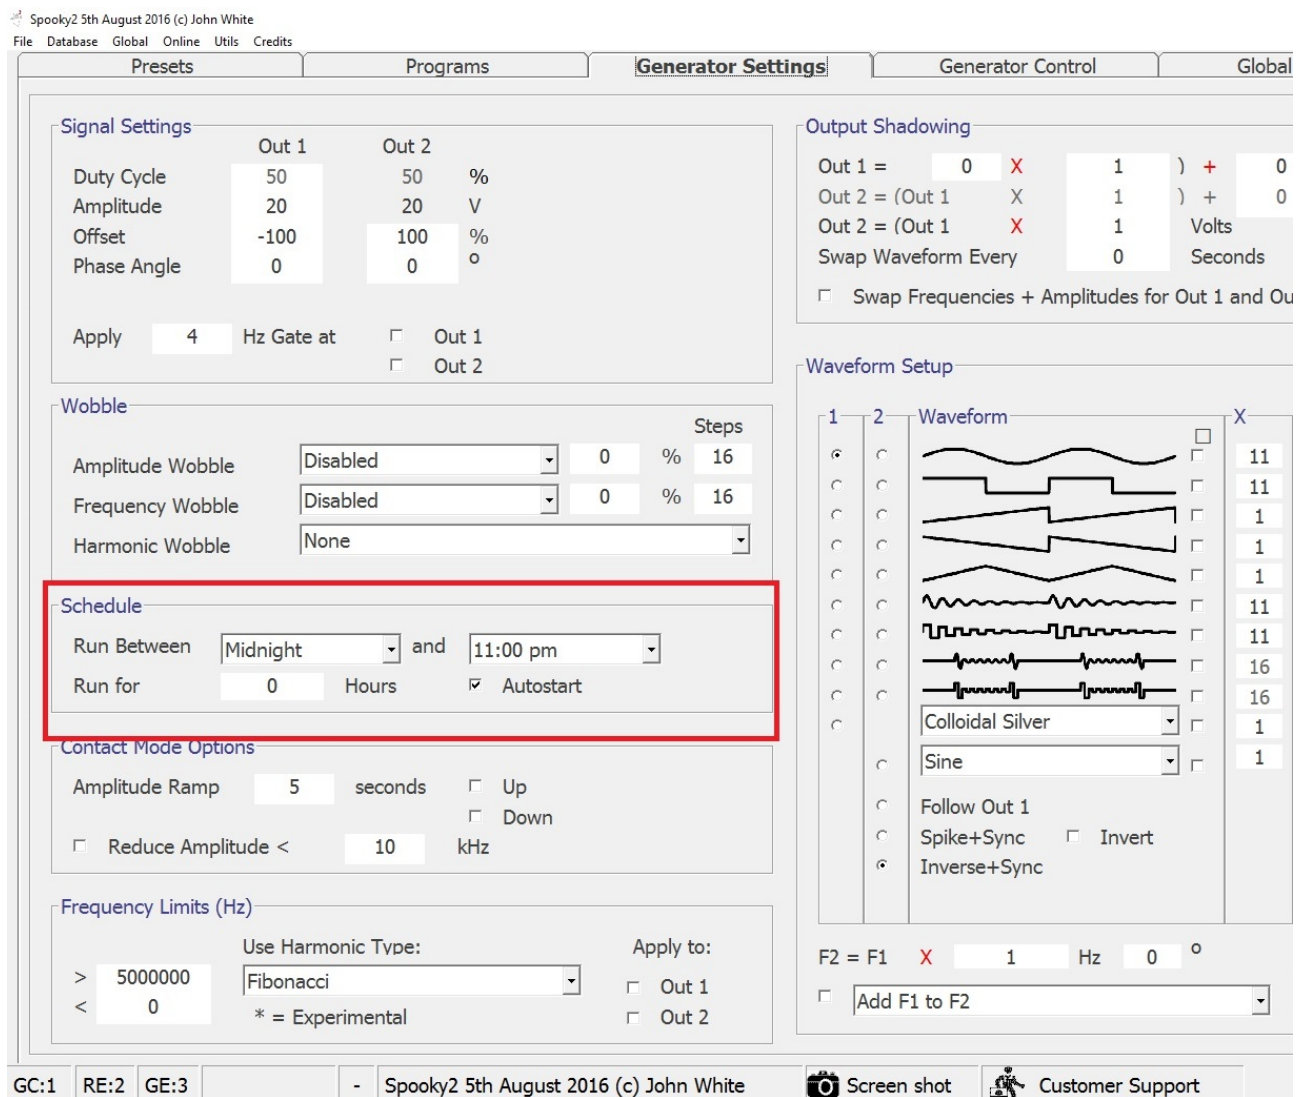 Spooky2 5th August 2016 (c) John White
File Database Global Online Utils Credits
Presets Programs Generator Settings Generator Control Global
Signal Settings
Out 1 Out 2
Duty Cycle 50 50 %
Amplitude 20 20 V
Offset -100 100 %
Phase Angle 0 0 °
Apply 4 Hz Gate at Out 1
Out 2
Wobble
Steps
Amplitude Wobble Disabled 0 % 16
Frequency Wobble Disabled 0 % 16
Harmonic Wobble None
Schedule
Run Between Midnight and 11:00 pm
Run for 0 Hours Autostart
Contact Mode Options
Amplitude Ramp 5 seconds Up
Down
Reduce Amplitude < 10 kHz
Frequency Limits (Hz)
Use Harmonic Type: Apply to:
> 5000000 Fibonacci Out 1
< 0 * = Experimental Out 2
Output Shadowing
Out 1 = 0 X 1 ) + 0
Out 2 = (Out 1 X 1 ) + 0
Out 2 = (Out 1 X 1 Volts
Swap Waveform Every 0 Seconds
Swap Frequencies + Amplitudes for Out 1 and Ou
Waveform Setup
1 2 Waveform X
11
11
1
1
1
11
11
16
16
Colloidal Silver 1
Sine 1
Follow Out 1
Spike+Sync Invert
Inverse+Sync
F2 = F1 X 1 Hz 0 °
Add F1 to F2
GC:1 RE:2 GE:3 - Spooky2 5th August 2016 (c) John White Screen shot Customer Support